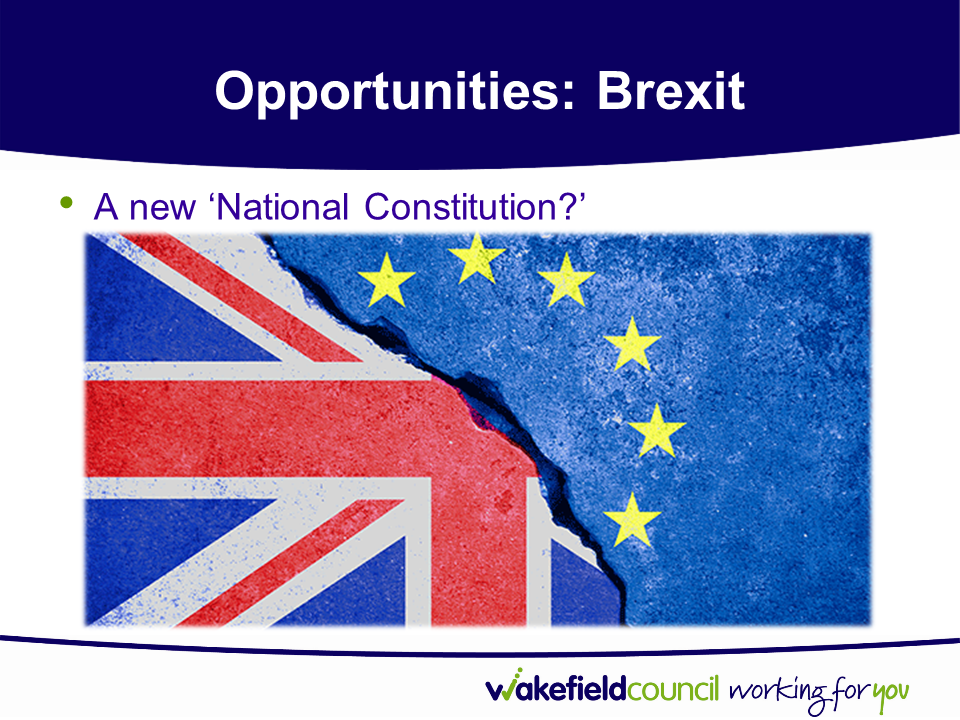 Opportunities: Brexit
• A new ‘National Constitution?’
wakefieldcouncil working for you